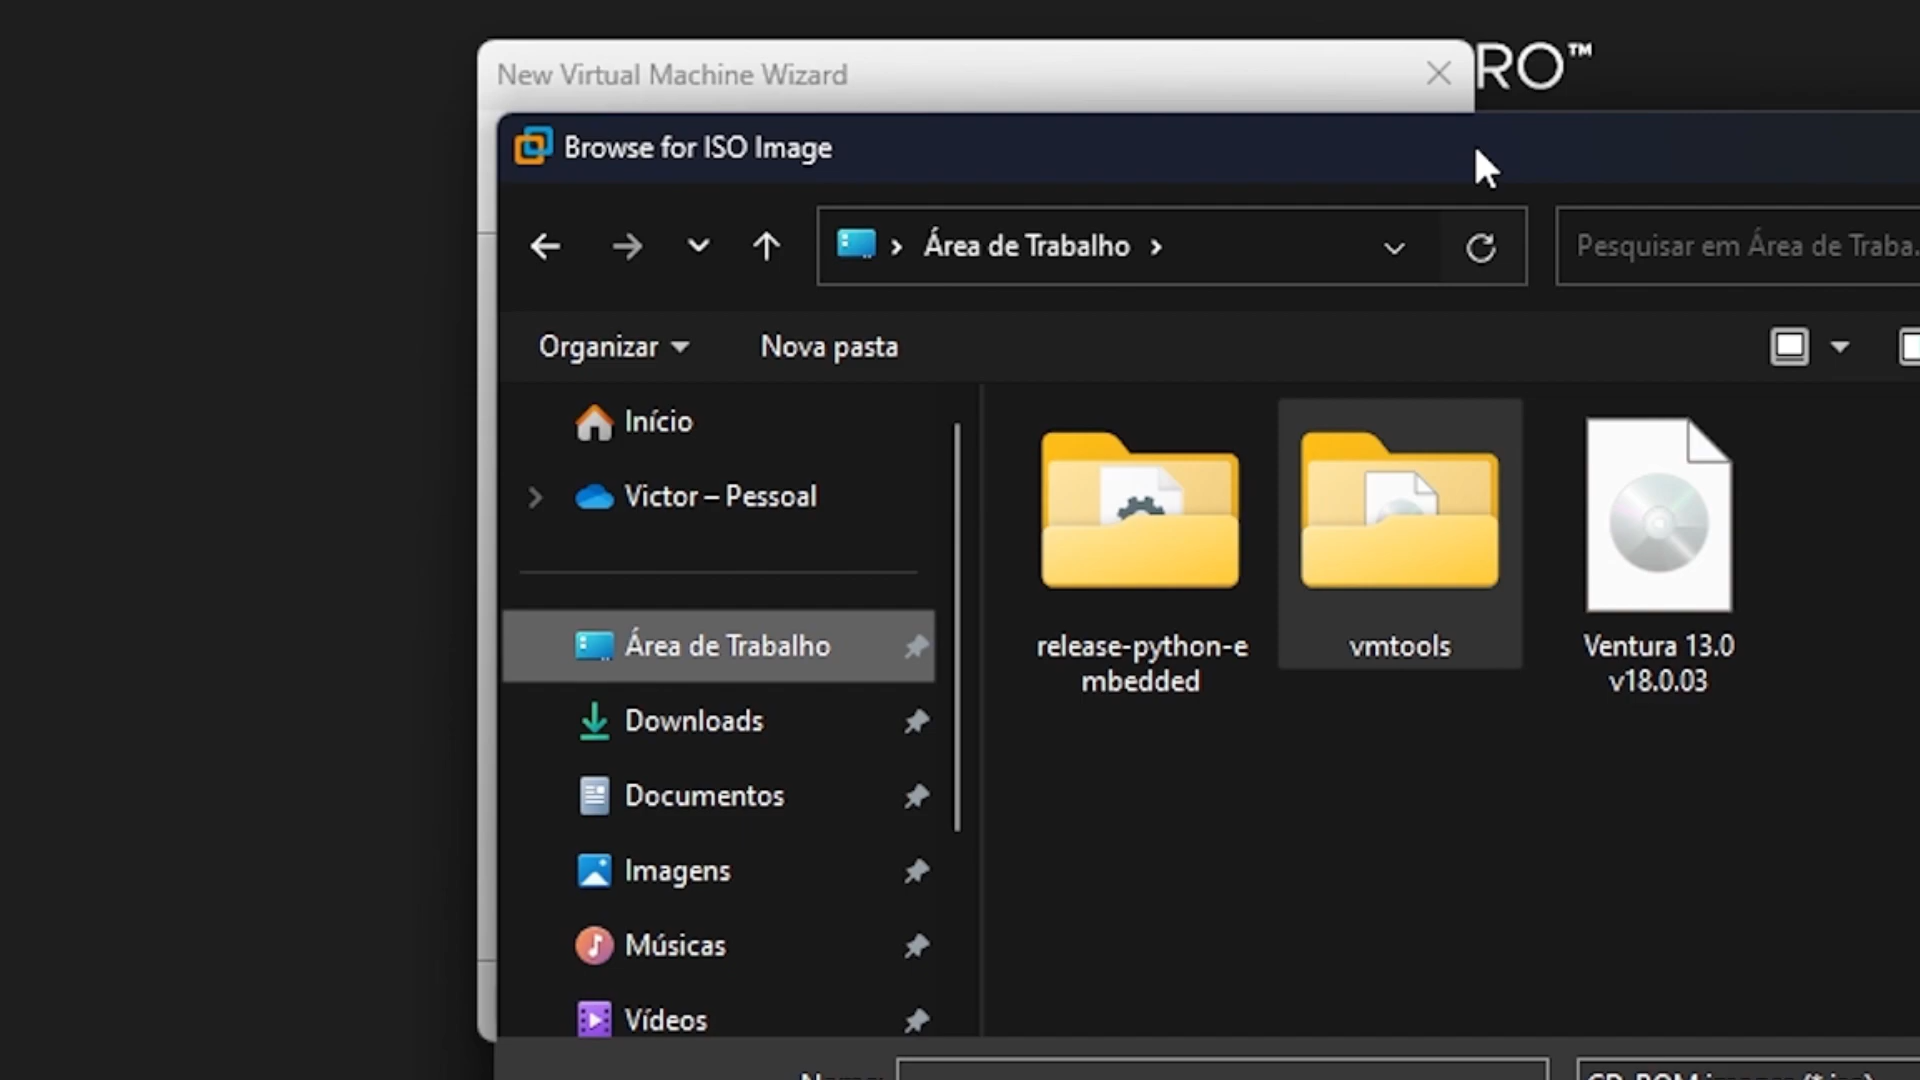 New Virtual Machine Wizard
RO™
Browse for ISO Image
Área de Trabalho
Pesquisar em Área de Traba.
Organizar
Nova pasta
Início
Victor – Pessoal
Área de Trabalho
Downloads
Documentos
Imagens
Músicas
Vídeos
release-python-e
mbedded
vmtools
Ventura 13.0
v18.0.03